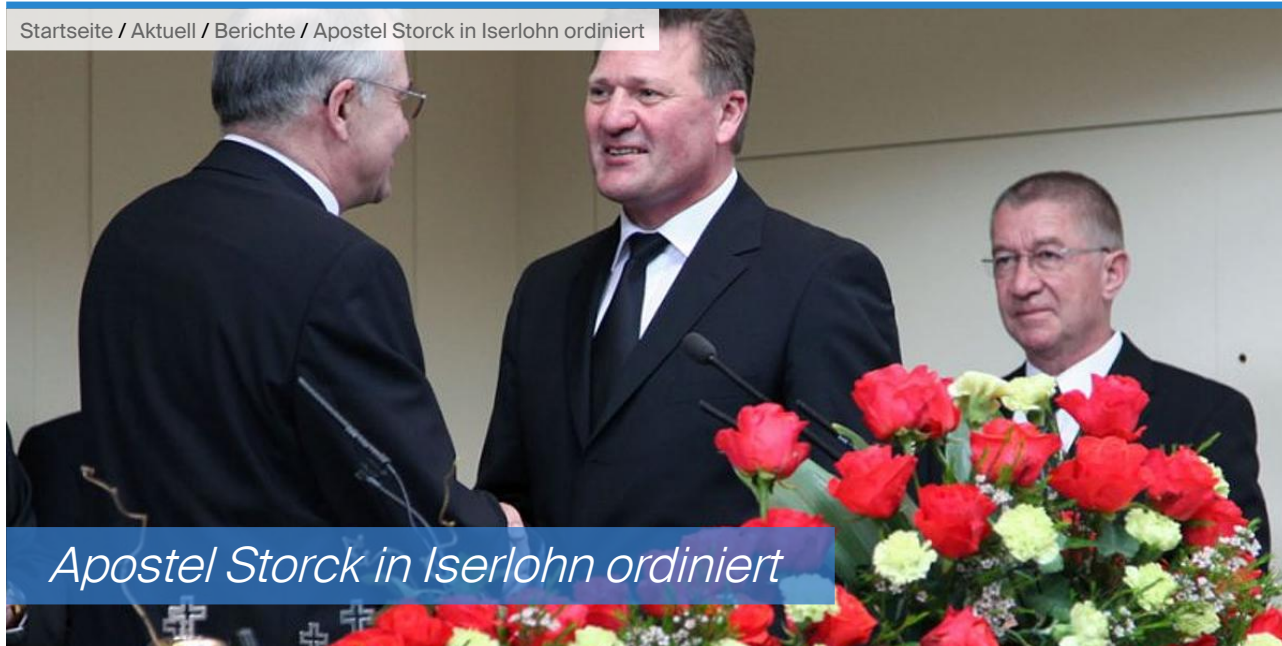 Startseite / Aktuell / Berichte / Apostel Storck in Iserlohn ordiniert
Apostel Storck in Iserlohn ordiniert